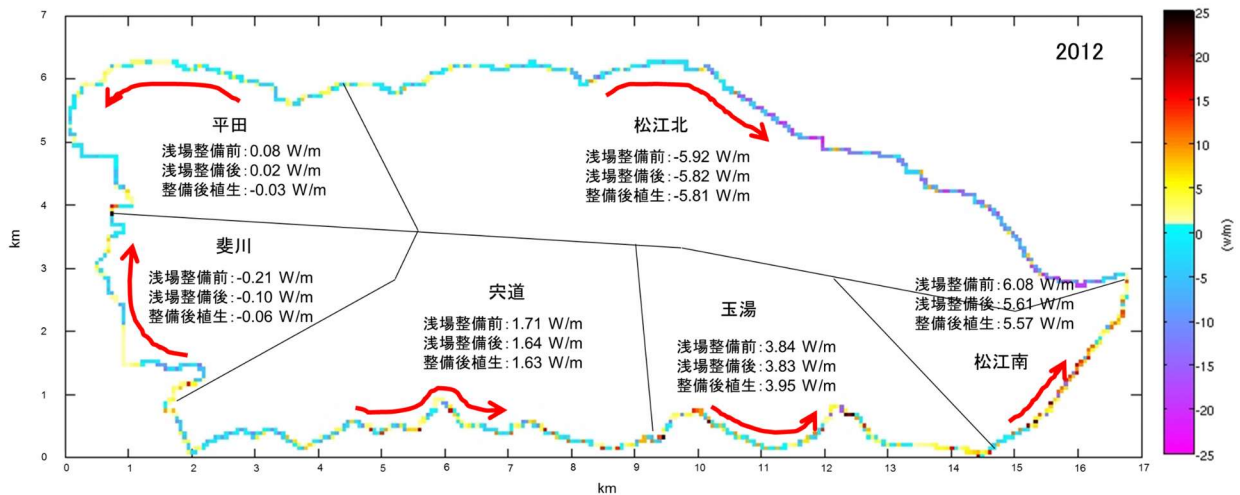 2012
平田
浅場整備前:0.08 W/m
浅場整備後:0.02 W/m
整備後植生:-0.03 W/m
松江北
浅場整備前:-5.92 W/m
浅場整備後:-5.82 W/m
整備後植生:-5.81 W/m
斐川
浅場整備前:-0.21 W/m
浅場整備後:-0.10 W/m
整備後植生:-0.06 W/m
宍道
浅場整備前:1.71 W/m
浅場整備後:1.64 W/m
整備後植生:1.63 W/m
玉湯
浅場整備前:3.84 W/m
浅場整備後:3.83 W/m
整備後植生:3.95 W/m
浅場整備前:6.08 W/m
浅場整備後:5.61 W/m
整備後植生:5.57 W/m
松江南
7
6
5
4
3
2
1
0
km
0 1 2 3 4 5 6 7 8 9 10 11 12 13 14 15 16 17
km
25
20
15
10
5
0
-5
-10
-15
-20
-25
(w/m)